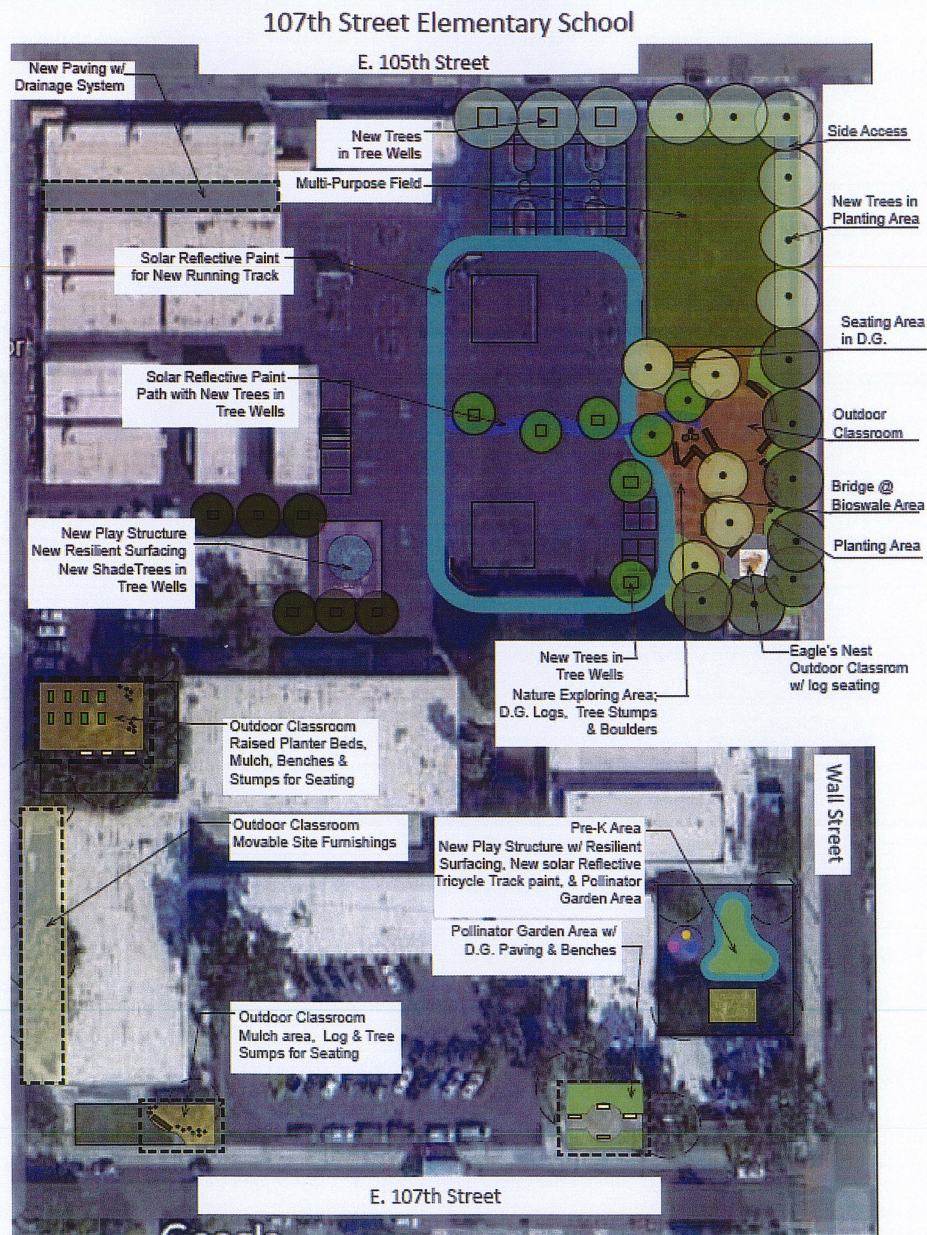 107th Street Elementary School
E. 105th Street
New Paving w/
Drainage System
New Trees
in Tree Wells
Side Access
Multi-Purpose Field
New Trees in
Planting Area
Solar Reflective Paint
for New Running Track
Seating Area
in D.G.
Solar Reflective Paint
Path with New Trees in
Tree Wells
Outdoor
Classroom
Bridge @
Bioswale Area
New Play Structure
New Resilient Surfacing
New ShadeTrees in
Tree Wells
Planting Area
New Trees in
Tree Wells
Nature Exploring Area;
D.G. Logs, Tree Stumps
& Boulders
Eagle's Nest
Outdoor Classrom
w/ log seating
Outdoor Classroom
Raised Planter Beds,
Mulch, Benches &
Stumps for Seating
Wall Street
Outdoor Classroom
Movable Site Furnishings
Pre-K Area
New Play Structure w/ Resilient
Surfacing, New solar Reflective
Tricycle Track paint, & Pollinator
Garden Area
Pollinator Garden Area w/
D.G. Paving & Benches
Outdoor Classroom
Mulch area, Log & Tree
Sumps for Seating
E. 107th Street